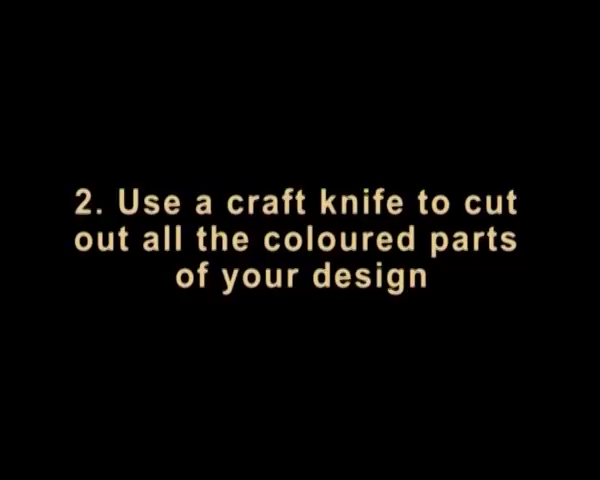 2. Use a craft knife to cut
out all the coloured parts
of your design